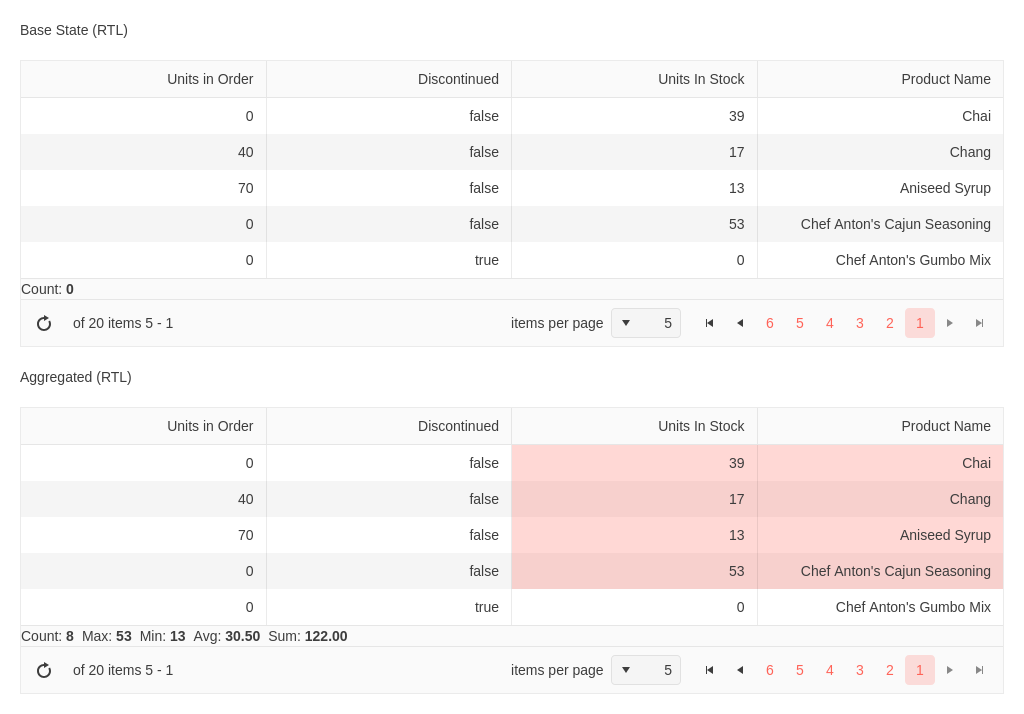 Base State (RTL)
Units in Order Discontinued Units In Stock Product Name
0 false 39 Chai
40 false 17 Chang
70 false 13 Aniseed Syrup
0 false 53 Chef Anton's Cajun Seasoning
0 true 0 Chef Anton's Gumbo Mix
Count: 0
of 20 items 5 - 1 items per page 5 6 5 4 3 2 1
Aggregated (RTL)
Units in Order Discontinued Units In Stock Product Name
0 false 39 Chai
40 false 17 Chang
70 false 13 Aniseed Syrup
0 false 53 Chef Anton's Cajun Seasoning
0 true 0 Chef Anton's Gumbo Mix
Count: 8 Max: 53 Min: 13 Avg: 30.50 Sum: 122.00
of 20 items 5 - 1 items per page 5 6 5 4 3 2 1